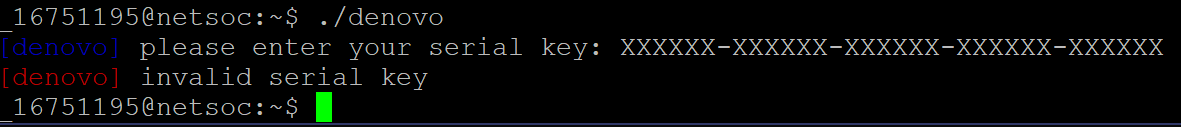 _16751195@netsoc:~$ ./denovo
[denovo] please enter your serial key: XXXXXX-XXXXXX-XXXXXX-XXXXXX-XXXXXX
[denovo] invalid serial key
_16751195@netsoc:~$